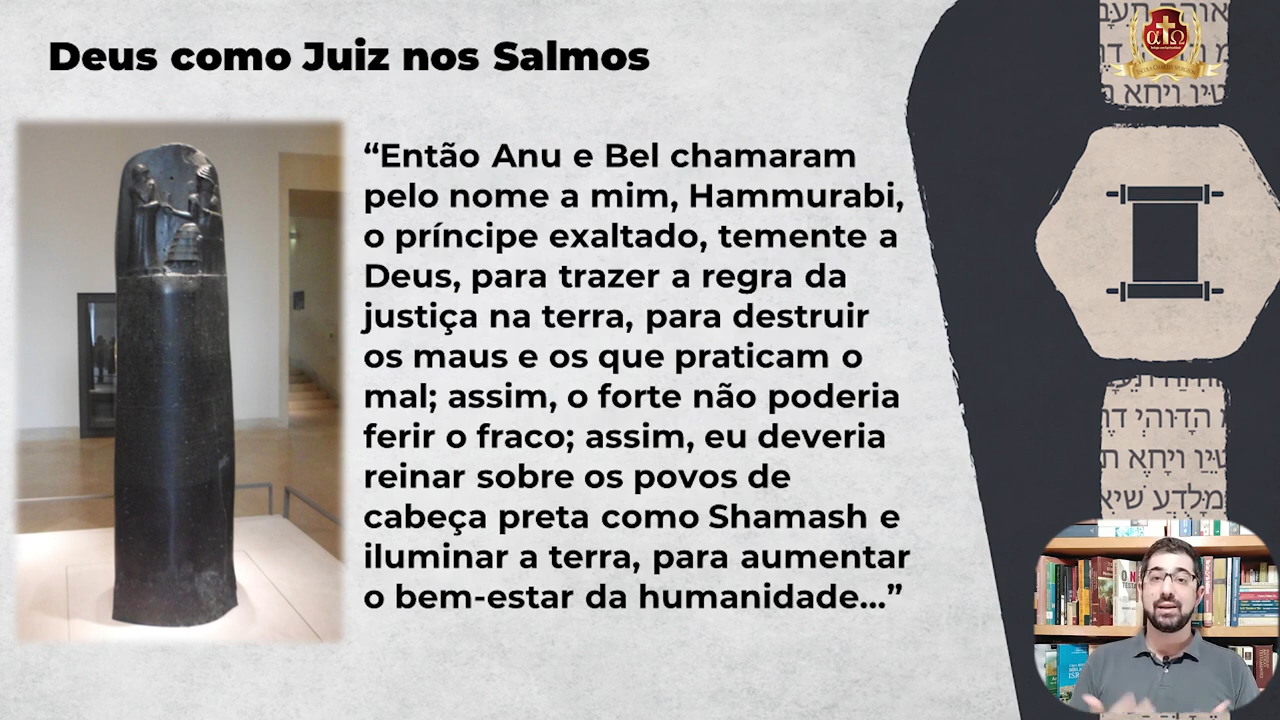 Deus como Juiz nos Salmos
“Então Anu e Bel chamaram
pelo nome a mim, Hammurabi,
o príncipe exaltado, temente a
Deus, para trazer a regra da
justiça na terra, para destruir
os maus e os que praticam o
mal; assim, o forte não poderia
ferir o fraco; assim, eu deveria
reinar sobre os povos de
cabeça preta como Shamash e
iluminar a terra, para aumentar
o bem-estar da humanidade...”
α Ω